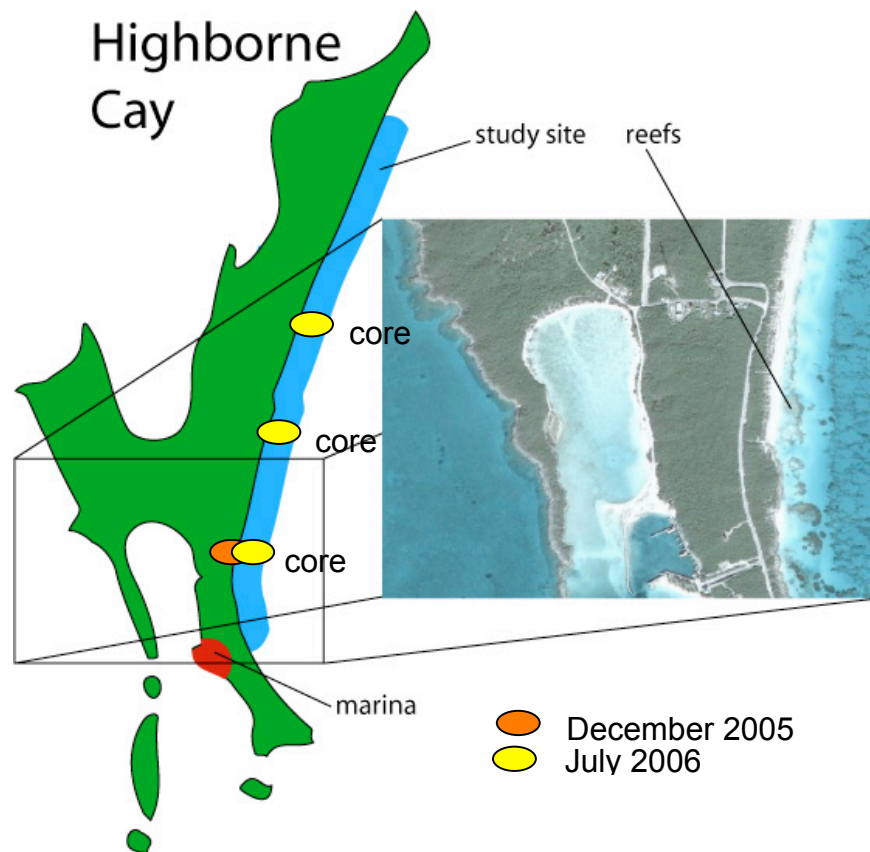 Highborne
Cay
study site
reefs
core
core
core
marina
December 2005
July 2006